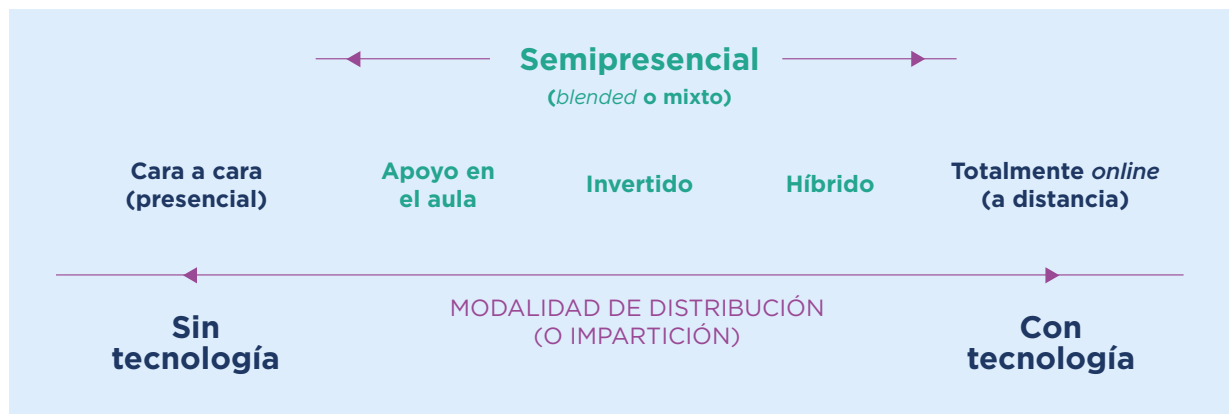 Semipresencial
(blended o mixto)
Cara a cara
(presencial)
Apoyo en
el aula
Invertido
Híbrido
Totalmente online
(a distancia)
MODALIDAD DE DISTRIBUCIÓN
(O IMPARTICIÓN)
Sin
tecnología
Con
tecnología